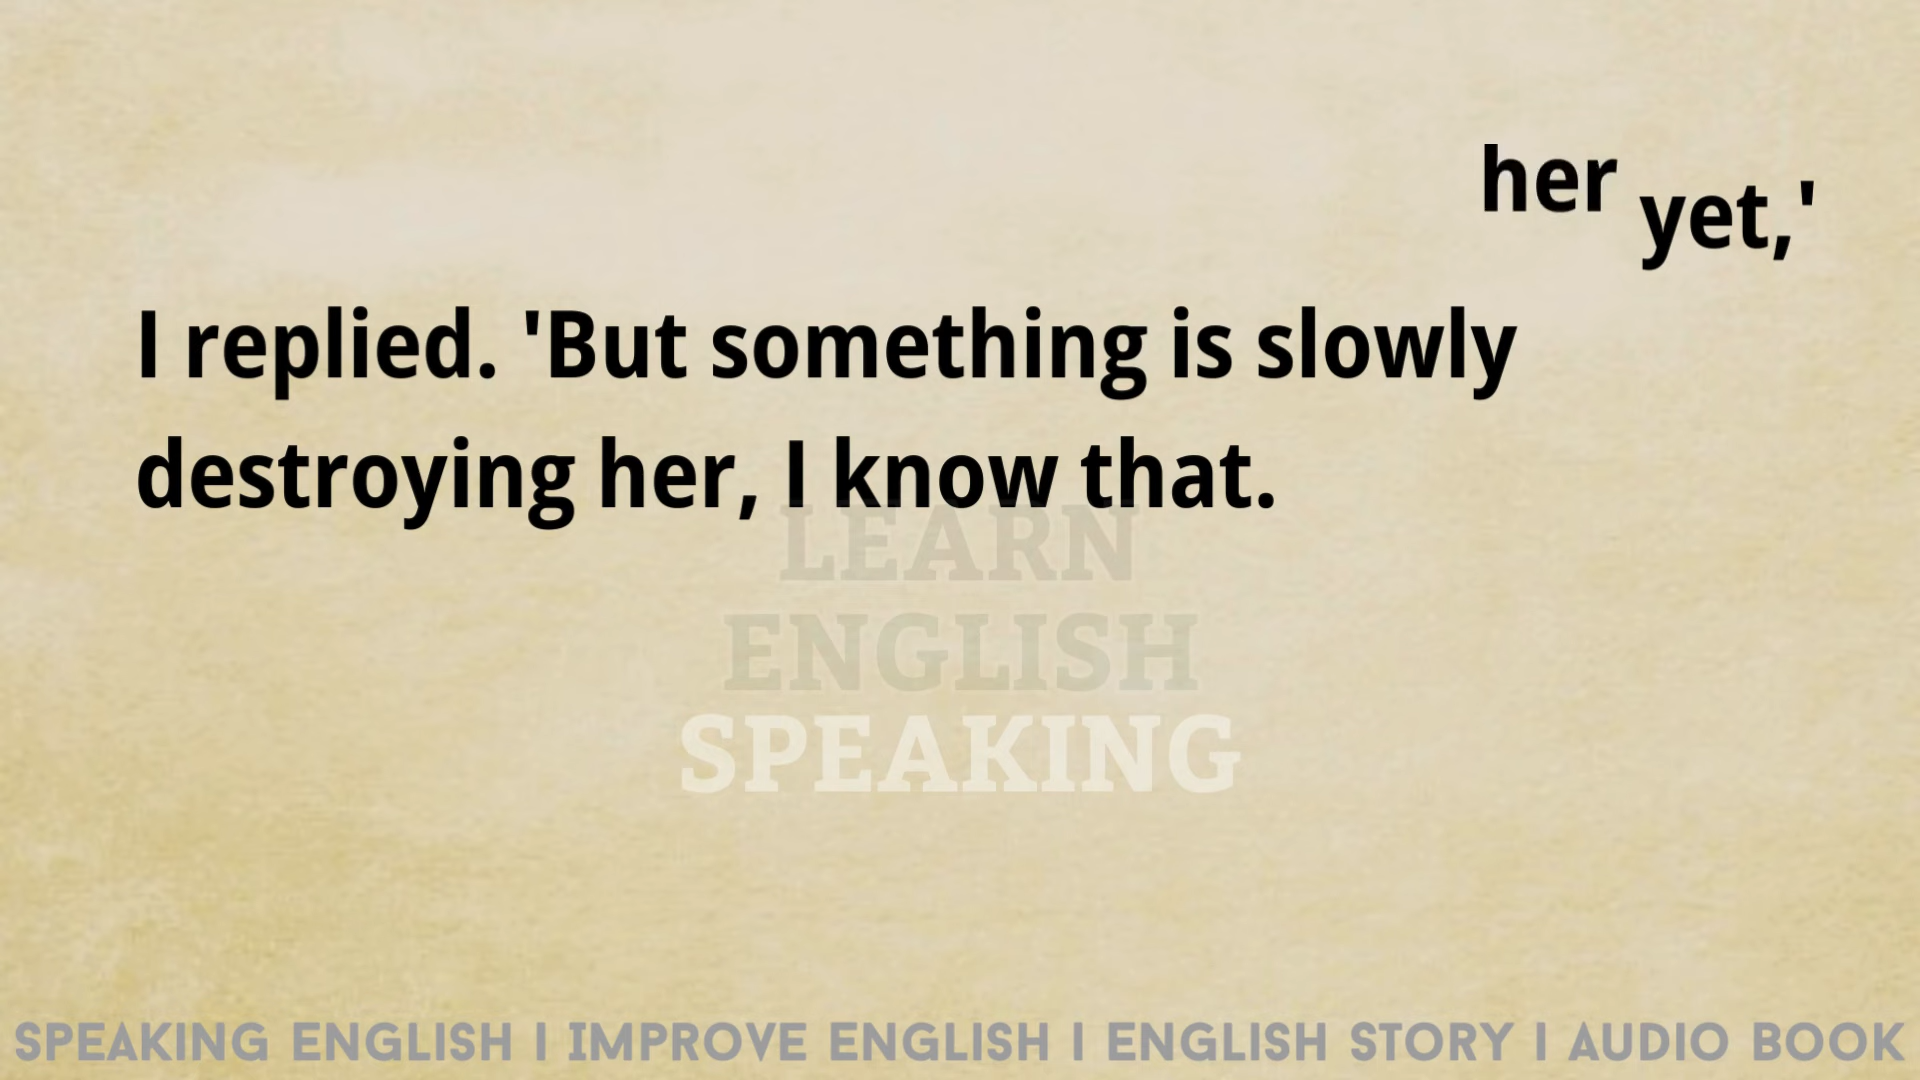 her yet,'
I replied. 'But something is slowly
destroying her, I know that.
LEARN
ENGLISH
SPEAKING
SPEAKING ENGLISH I IMPROVE ENGLISH I ENGLISH STORY I AUDIO BOOK